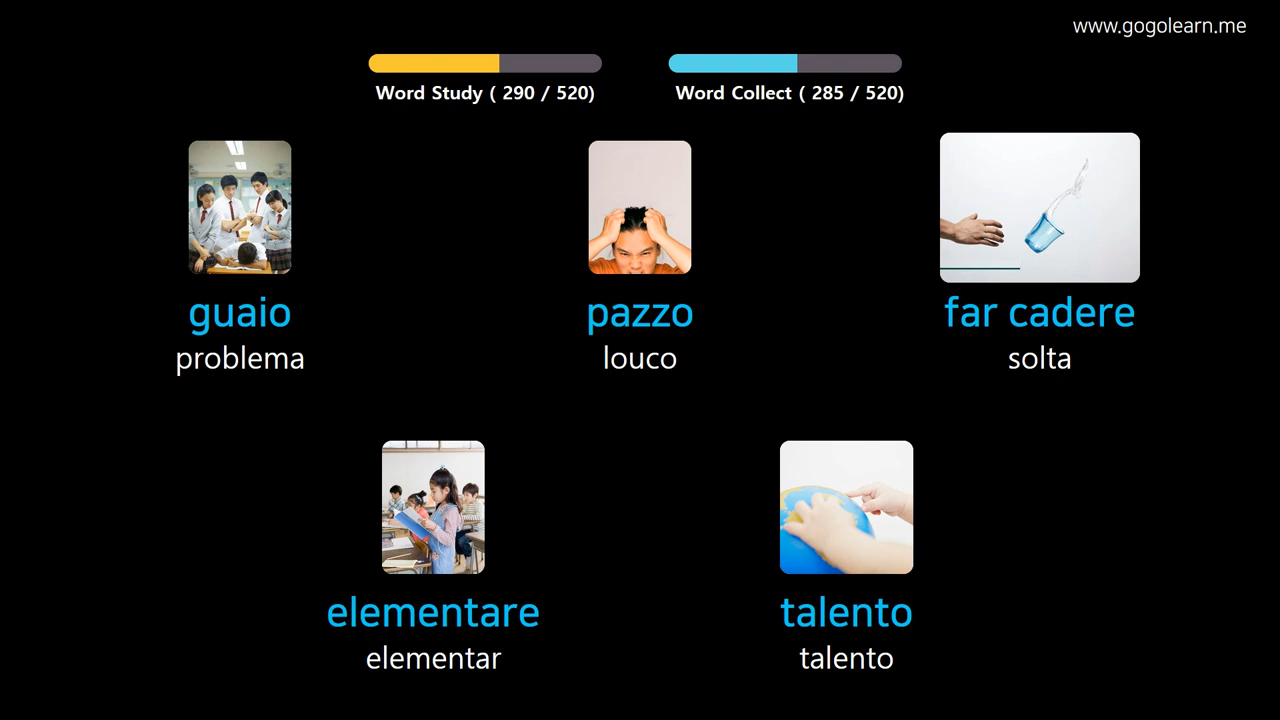 www.gogolearn.me
Word Study ( 290 / 520)
Word Collect ( 285 / 520)
guaio
problema
pazzo
louco
far cadere
solta
elementare
elementar
talento
talento